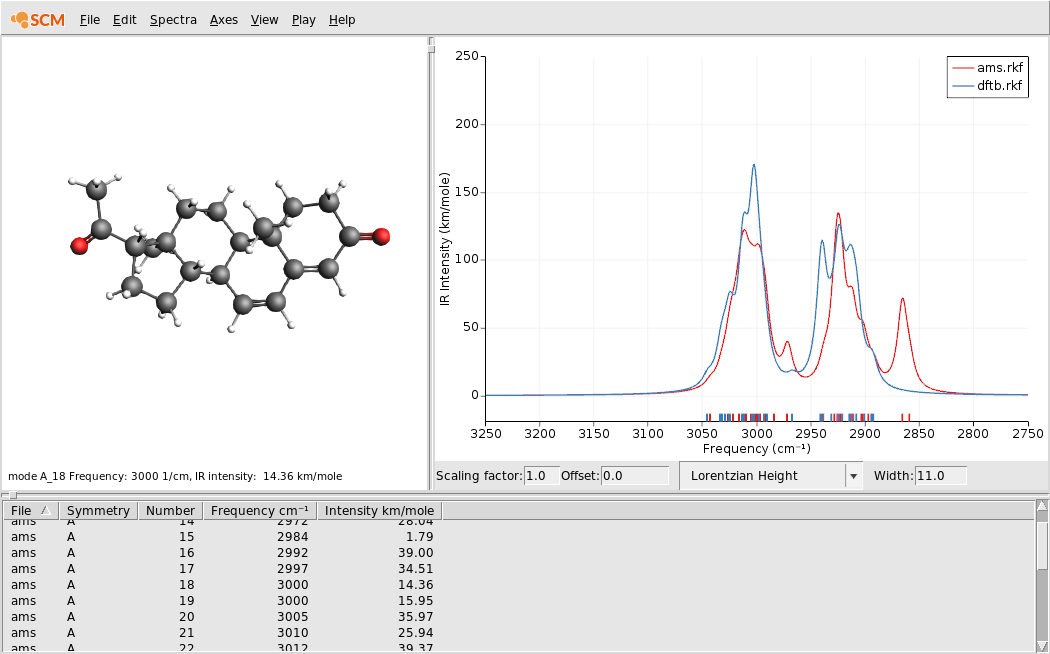 SCM File Edit Spectra Axes View Play Help
250
200
150
100
50
0
IR Intensity (km/mole)
ams.rkf
dftb.rkf
3250 3200 3150 3100 3050 3000 2950 2900 2850 2800 2750
Frequency (cm⁻¹)
mode A_18 Frequency: 3000 1/cm, IR intensity:  14.36 km/mole
Scaling factor: 1.0 Offset: 0.0 Lorentzian Height Width: 11.0
File Symmetry Number Frequency cm⁻¹ Intensity km/mole
ams A 14 2972 28.04
ams A 15 2984 1.79
ams A 16 2992 39.00
ams A 17 2997 34.51
ams A 18 3000 14.36
ams A 19 3000 15.95
ams A 20 3005 35.97
ams A 21 3010 25.94
ams A 22 3012 39.37